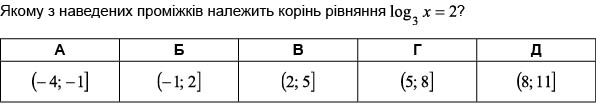 Якому з наведених проміжків належить корінь рівняння log₃ x = 2?
А Б В Г Д
(– 4; –1] (–1; 2] (2; 5] (5; 8] (8; 11]